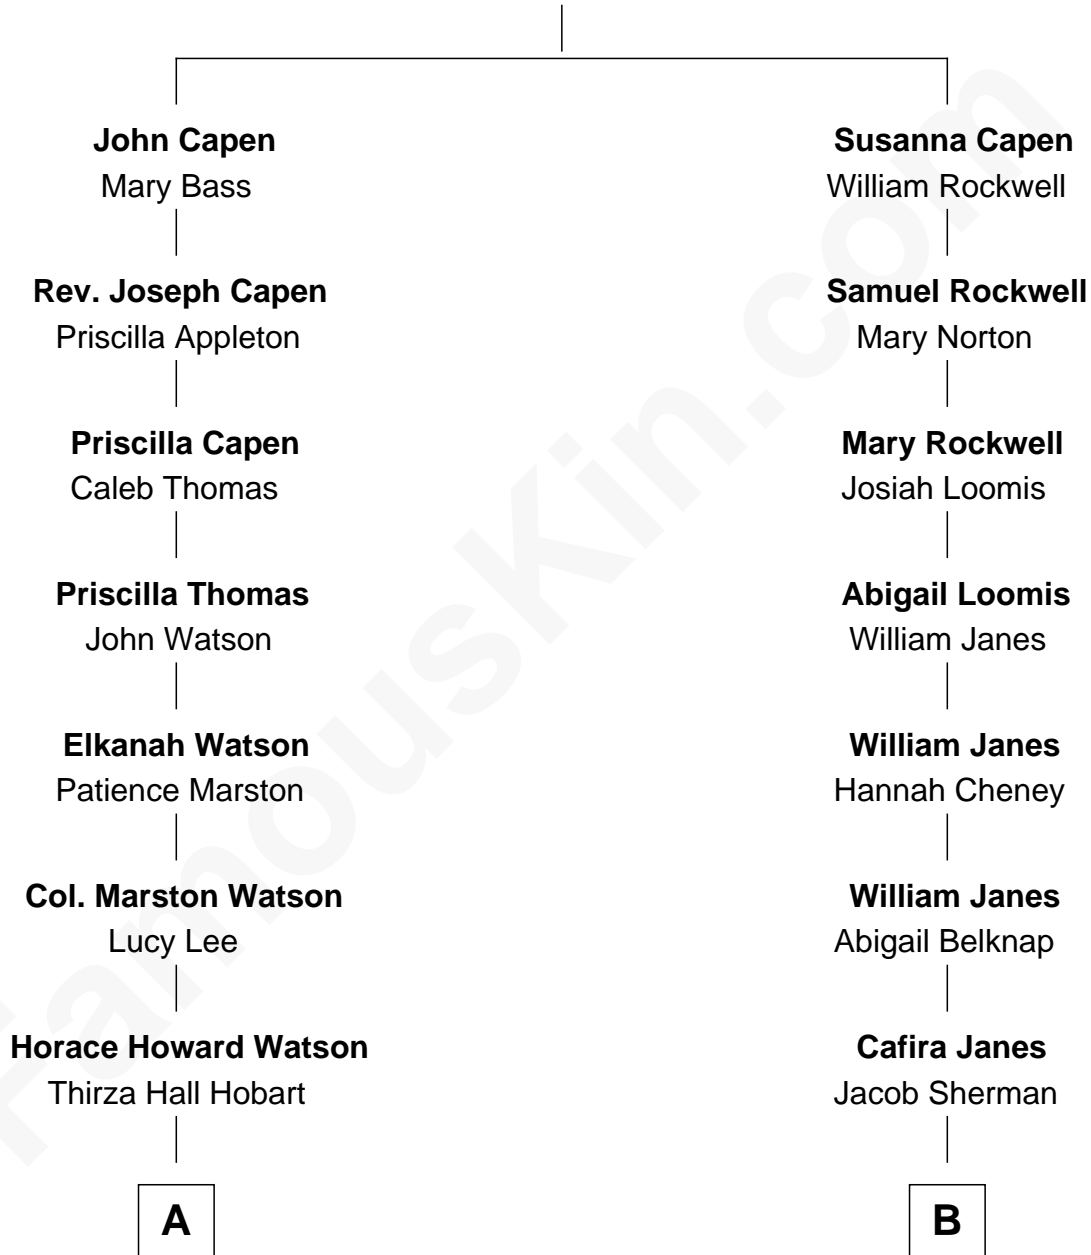 John Capen
Mary Bass
Rev. Joseph Capen
Priscilla Appleton
Priscilla Capen
Caleb Thomas
Priscilla Thomas
John Watson
Elkanah Watson
Patience Marston
Col. Marston Watson
Lucy Lee
Horace Howard Watson
Thirza Hall Hobart
A
Susanna Capen
William Rockwell
Samuel Rockwell
Mary Norton
Mary Rockwell
Josiah Loomis
Abigail Loomis
William Janes
William Janes
Hannah Cheney
William Janes
Abigail Belknap
Cafira Janes
Jacob Sherman
B
FamousKin.com